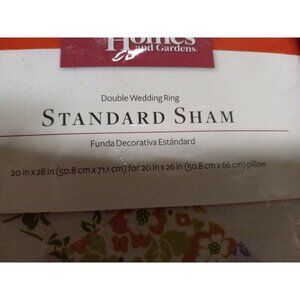 Homes
and Gardens
Double Wedding Ring
STANDARD SHAM
Funda Decorativa Estándard
20 in x 28 in (50.8 cm x 71.1 cm) for 20 in x 26 in (50.8 cm x 66 cm) pillow